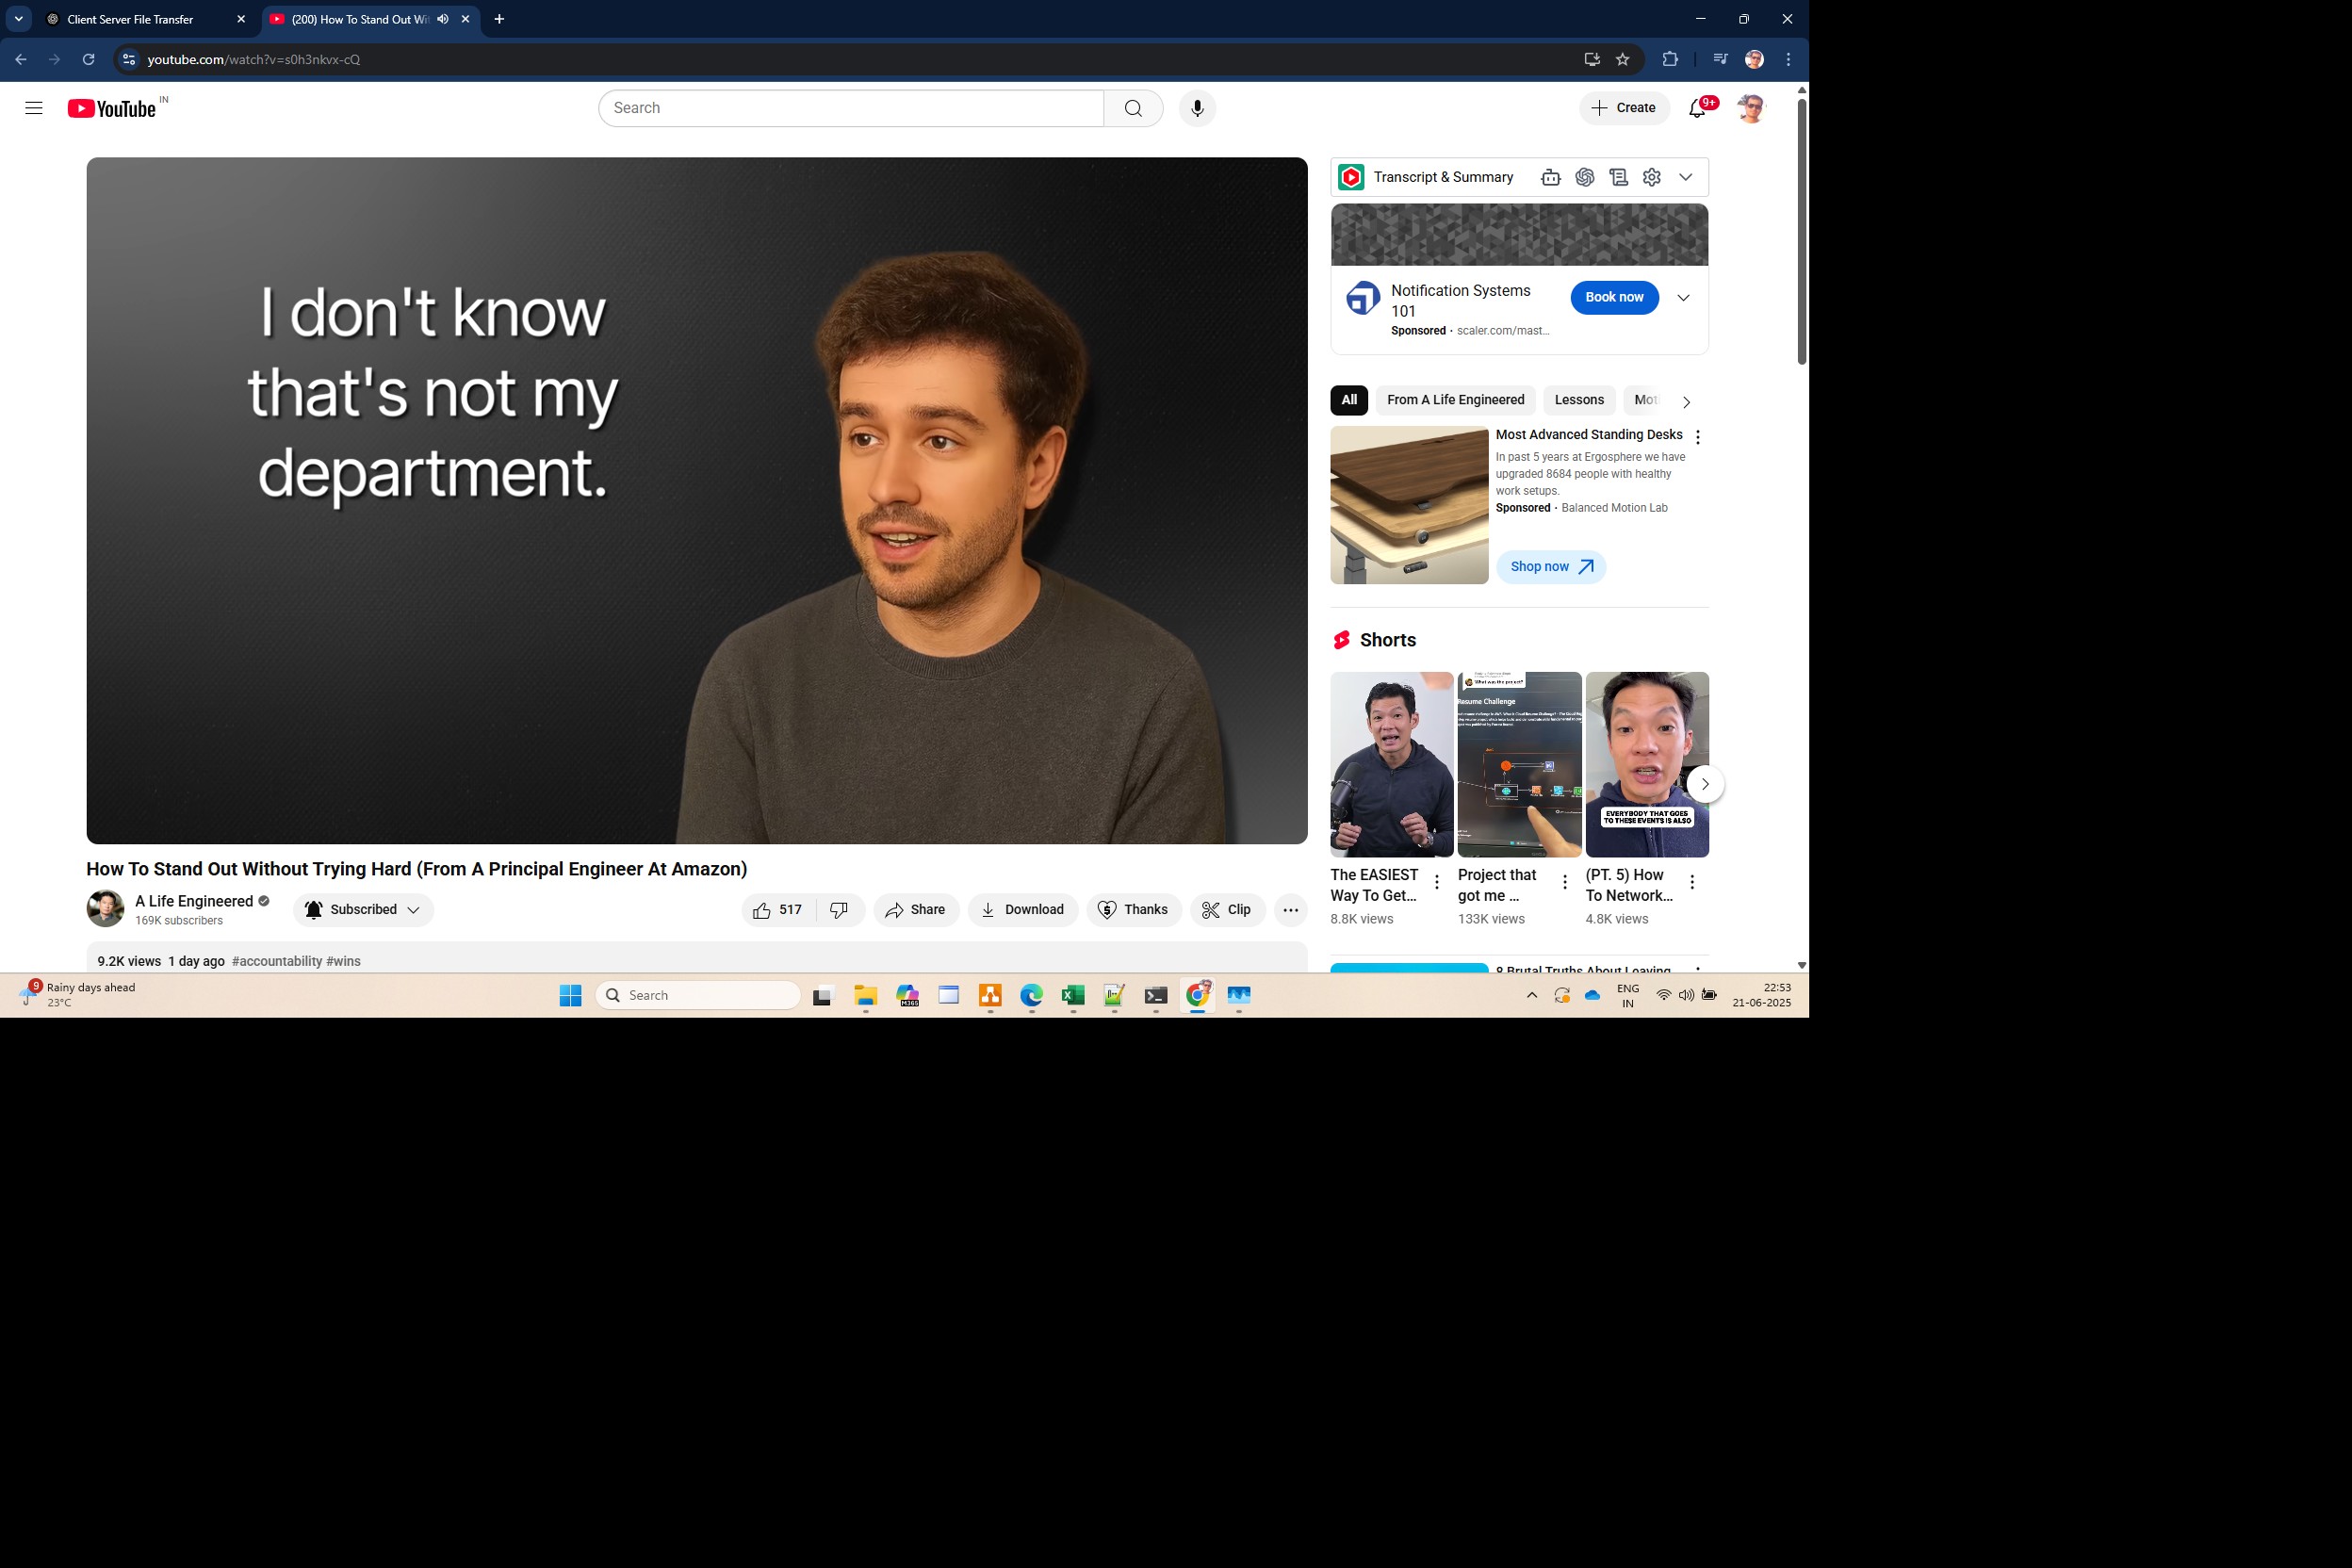 Client Server File Transfer
(200) How To Stand Out Wit
youtube.com/watch?v=s0h3nkvx-cQ
YouTube IN
Search
Create
9+
I don't know
that's not my
department.
Transcript & Summary
Notification Systems
101
Sponsored · scaler.com/mast...
Book now
All
From A Life Engineered
Lessons
Mot
Most Advanced Standing Desks
In past 5 years at Ergosphere we have
upgraded 8684 people with healthy
work setups.
Sponsored · Balanced Motion Lab
Shop now
Shorts
What was the project?
Resume Challenge
EVERYBODY THAT GOES
TO THESE EVENTS IS ALSO
The EASIEST
Way To Get...
8.8K views
Project that
got me ...
133K views
(PT. 5) How
To Network...
4.8K views
8 Brutal Truths About Leaving
How To Stand Out Without Trying Hard (From A Principal Engineer At Amazon)
A Life Engineered
169K subscribers
Subscribed
517
Share
Download
Thanks
Clip
9.2K views 1 day ago #accountability #wins
9
Rainy days ahead
23°C
Search
M365
ENG
IN
22:53
21-06-2025